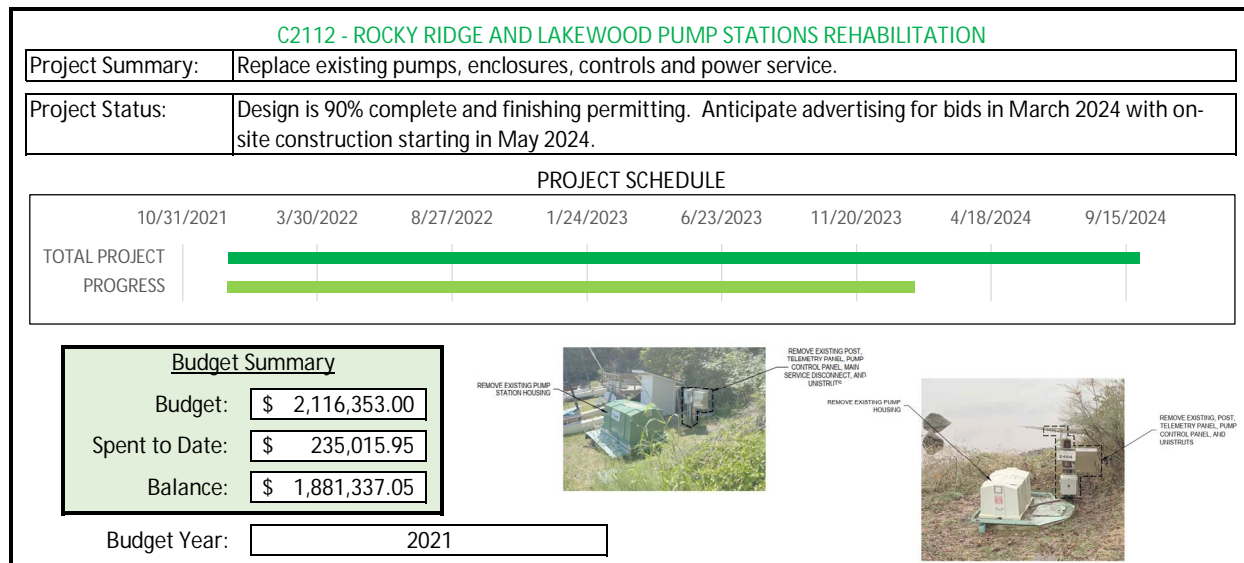 C2112 - ROCKY RIDGE AND LAKEWOOD PUMP STATIONS REHABILITATION
Project Summary: Replace existing pumps, enclosures, controls and power service.
Project Status: Design is 90% complete and finishing permitting. Anticipate advertising for bids in March 2024 with on-
site construction starting in May 2024.
PROJECT SCHEDULE
10/31/2021 3/30/2022 8/27/2022 1/24/2023 6/23/2023 11/20/2023 4/18/2024 9/15/2024
TOTAL PROJECT
PROGRESS
Budget Summary
Budget: $ 2,116,353.00
Spent to Date: $ 235,015.95
Balance: $ 1,881,337.05
Budget Year: 2021
REMOVE EXISTING PUMP
STATION HOUSING
REMOVE EXISTING POST,
TELEMETRY PANEL, PUMP
CONTROL PANEL, MAIN
SERVICE DISCONNECT, AND
UNISTRUTS
REMOVE EXISTING PUMP
HOUSING
REMOVE EXISTING, POST,
TELEMETRY PANEL, PUMP
CONTROL PANEL, AND
UNISTRUTS